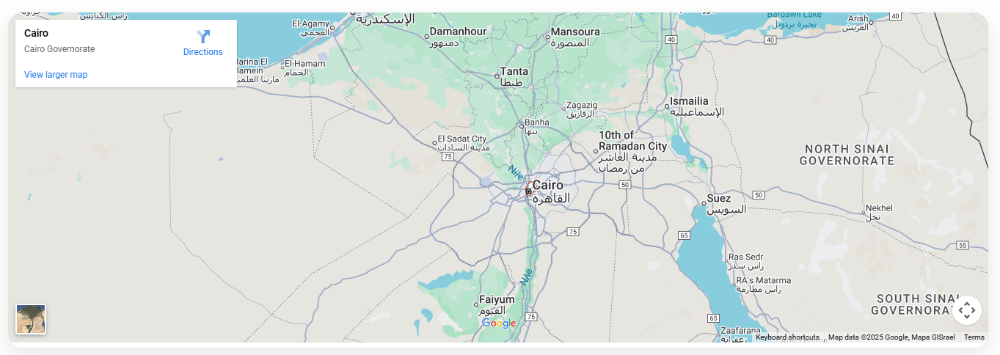 Cairo
Cairo Governorate
Directions
View larger map
راس الكنايس
الإسكندرية
El-Agamy
العجمي
Damanhour
دمنهور
Mansoura
المنصورة
40
Bardawil Lake
بحيرة بردويل
Arish
العريش
40
40
El-Hamam
الحمام
Marina El
مارينا العلمين
Tanta
طنطا
Zagazig
الزقازيق
Ismailia
الإسماعيلية
Banha
بنها
El Sadat City
مدينة السادات
75
10th of
Ramadan City
مدينة العاشر
من رمضان
NORTH SINAI
GOVERNORATE
Nile
Cairo
القاهرة
50
50
Suez
السويس
Nekhel
نخل
75
65
55
Ras Sedr
راس سدر
Nile
RA's Matarma
راس مطارمة
Faiyum
الفيوم
Google
75
65
SOUTH SINAI
Zaafarana
زعفرانة
Keyboard shortcuts
Map data ©2025 Google, Mapa GISrael
Terms